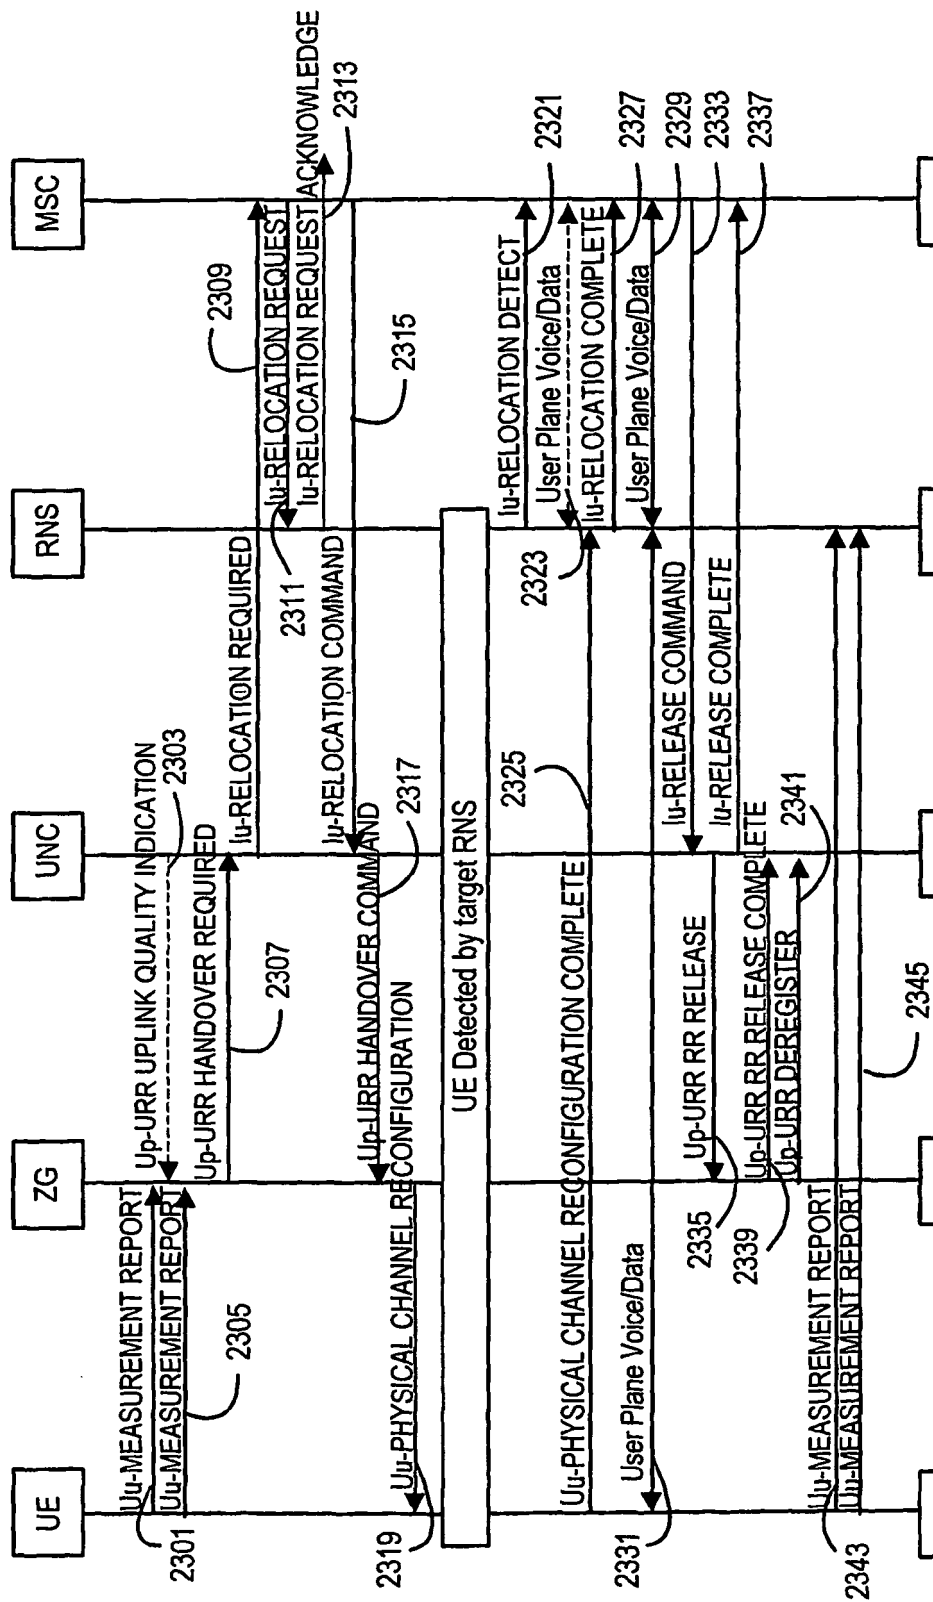 UE
ZG
UNC
RNS
MSC
Uu-MEASUREMENT REPORT
2301
Up-URR UPLINK QUALITY INDICATION
2303
Uu-MEASUREMENT REPORT
2305
Up-URR HANDOVER REQUIRED
2307
Iu-RELOCATION REQUIRED
2309
Iu-RELOCATION REQUEST
2311
Iu-RELOCATION REQUEST ACKNOWLEDGE
2313
Iu-RELOCATION COMMAND
2315
Up-URR HANDOVER COMMAND
2317
Uu-PHYSICAL CHANNEL RECONFIGURATION
2319
UE Detected by target RNS
Iu-RELOCATION DETECT
2321
User Plane Voice/Data
2323
Uu-PHYSICAL CHANNEL RECONFIGURATION COMPLETE
2325
Iu-RELOCATION COMPLETE
2327
User Plane Voice/Data
2329
User Plane Voice/Data
2331
Iu-RELEASE COMMAND
2333
Up-URR RR RELEASE
2335
Iu-RELEASE COMPLETE
2337
Up-URR RR RELEASE COMPLETE
2339
Up-URR DEREGISTER
2341
Uu-MEASUREMENT REPORT
2343
Uu-MEASUREMENT REPORT
2345